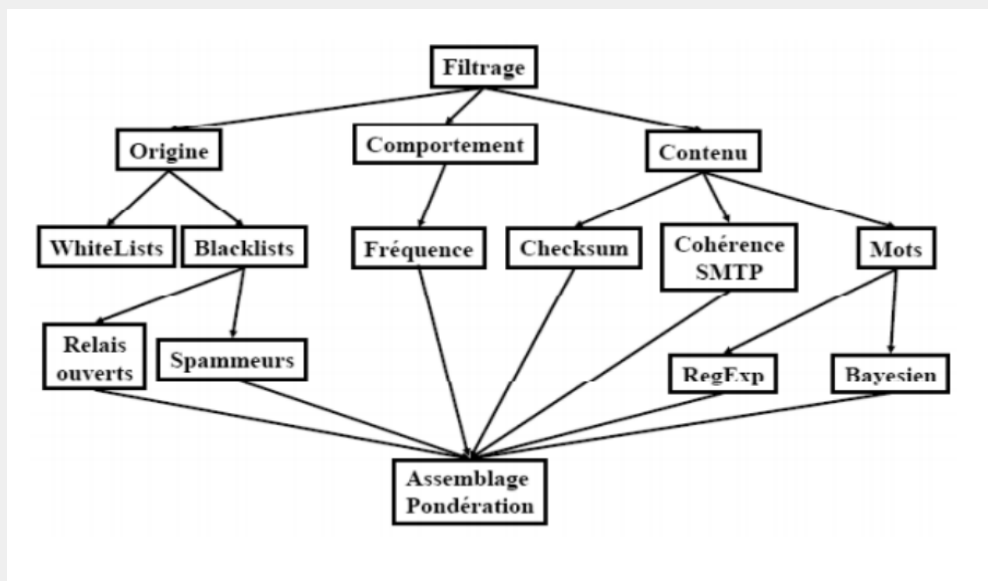 Filtrage
Origine
Comportement
Contenu
WhiteLists
Blacklists
Fréquence
Checksum
Cohérence
SMTP
Mots
Relais
ouverts
Spammeurs
RegExp
Bayesien
Assemblage
Pondération